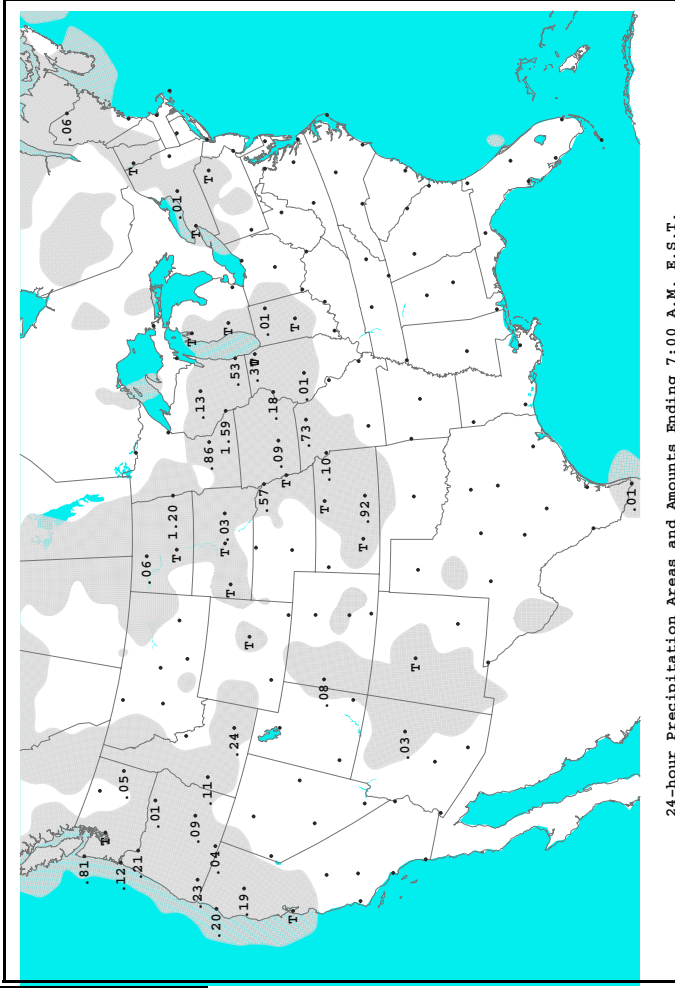 .06
.81
T
.12
.05
T
.21
.06
.01
T 1.20
.01
T
.09
T
.23
.13
.11
.86
T
.04
.20
1.59
T .03
T
T
.24
.53
.19
T
.57
.01
.18
.09
T
T
T
.01
.73
T
.08
.10
T
.92
.03
T
.01
24-hour Precipitation Areas and Amounts Ending 7:00 A.M. E.S.T.